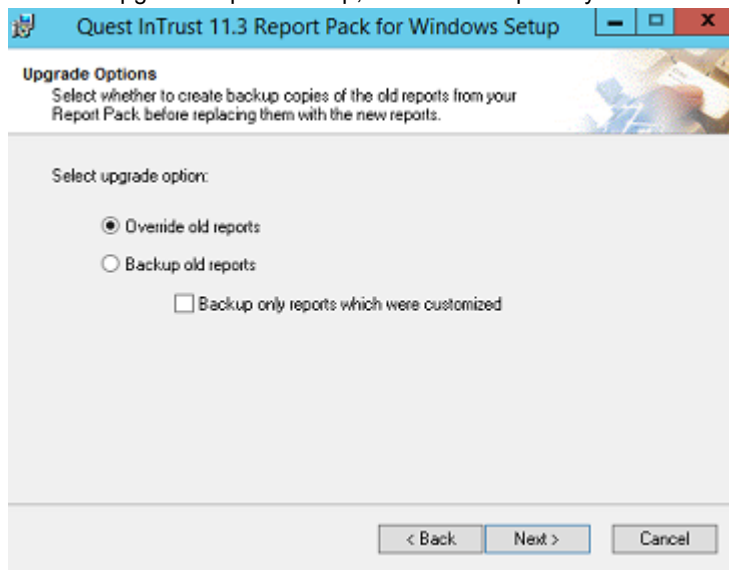 Quest InTrust 11.3 Report Pack for Windows Setup
Upgrade Options
Select whether to create backup copies of the old reports from your
Report Pack before replacing them with the new reports.
Select upgrade option:
Override old reports
Backup old reports
Backup only reports which were customized
< Back
Next >
Cancel